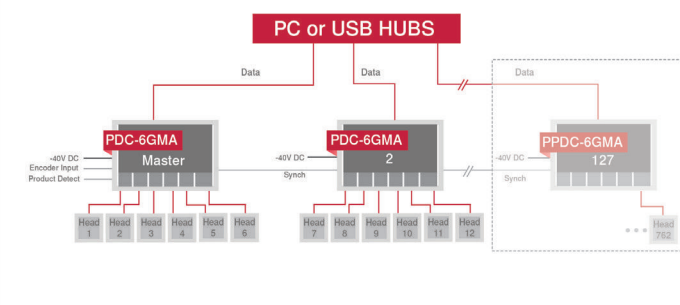 PC or USB HUBS
Data
Data
Data
PDC-6GMA
Master
-40V DC
Encoder Input
Product Detect
PDC-6GMA
2
-40V DC
Synch
PPDC-6GMA
127
-40V DC
Synch
Head 1
Head 2
Head 3
Head 4
Head 5
Head 6
Head 7
Head 8
Head 9
Head 10
Head 11
Head 12
Head 762